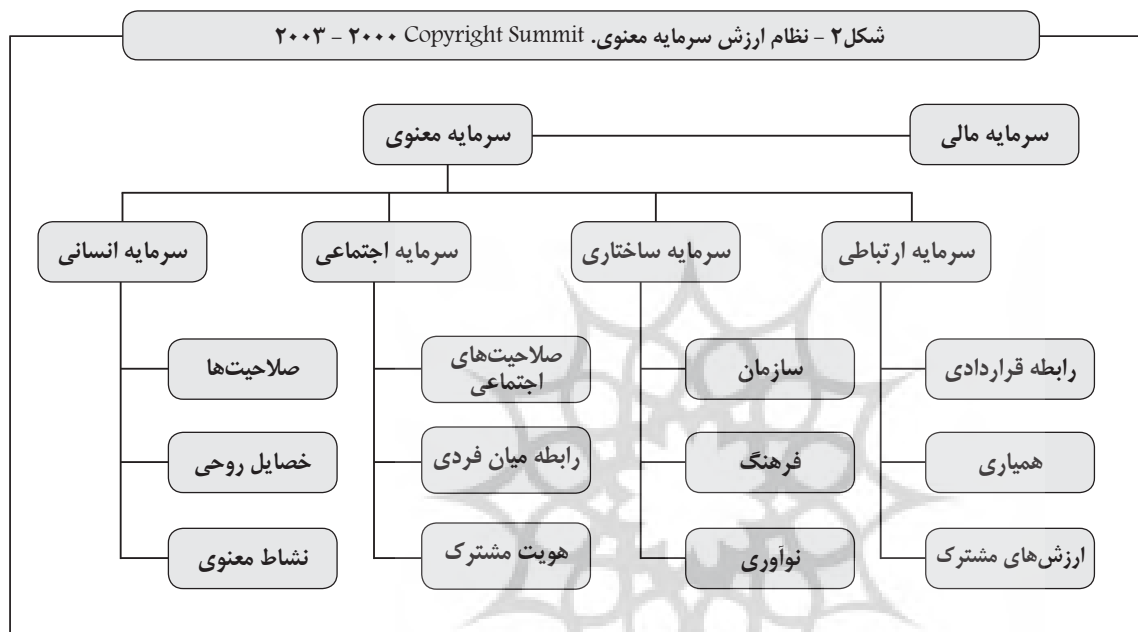 شکل۲ - نظام ارزش سرمایه معنوی. Copyright Summit ۲۰۰۰ - ۲۰۰۳
سرمایه مالی
سرمایه معنوی
سرمایه ارتباطی
سرمایه ساختاری
سرمایه اجتماعی
سرمایه انسانی
رابطه قراردادی
سازمان
صلاحیت‌های
اجتماعی
صلاحیت‌ها
همیاری
فرهنگ
رابطه میان فردی
خصایل روحی
ارزش‌های مشترک
نوآوری
هویت مشترک
نشاط معنوی